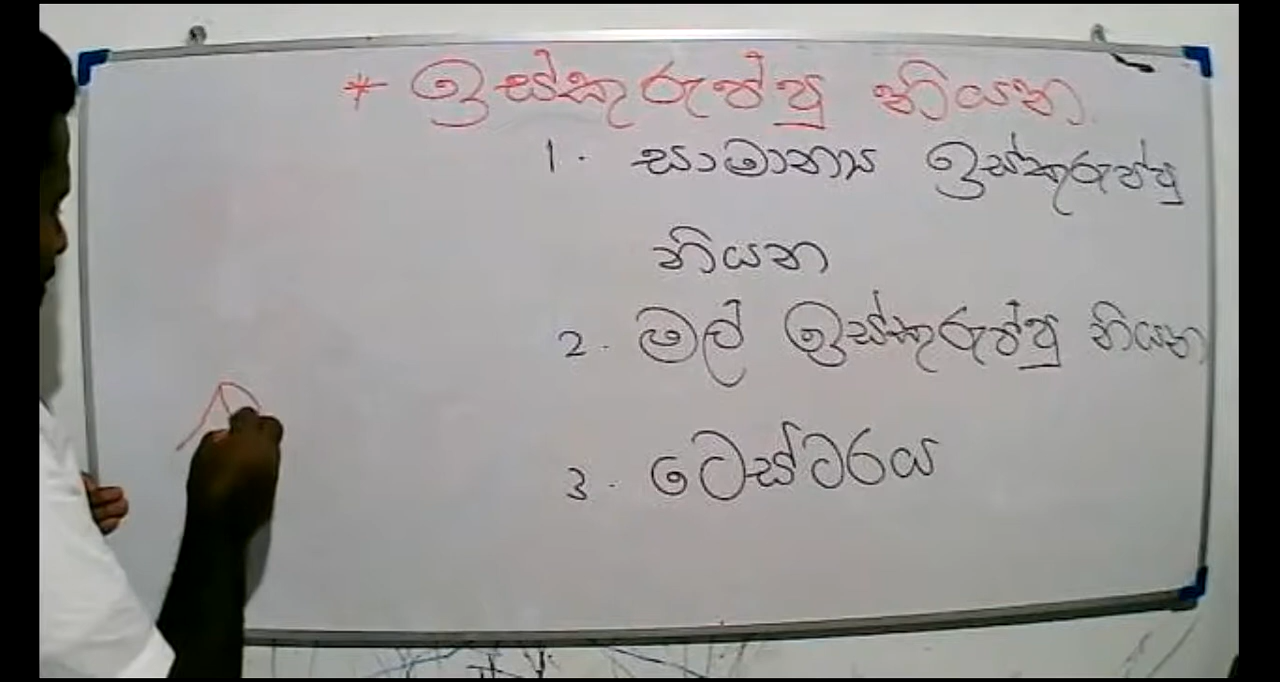 * ඉස්කුරුප්පු නියන
1. සාමාන්‍ය ඉස්කුරුප්පු
නියන
2. මල් ඉස්කුරුප්පු නියන
3. ටෙස්ටරය